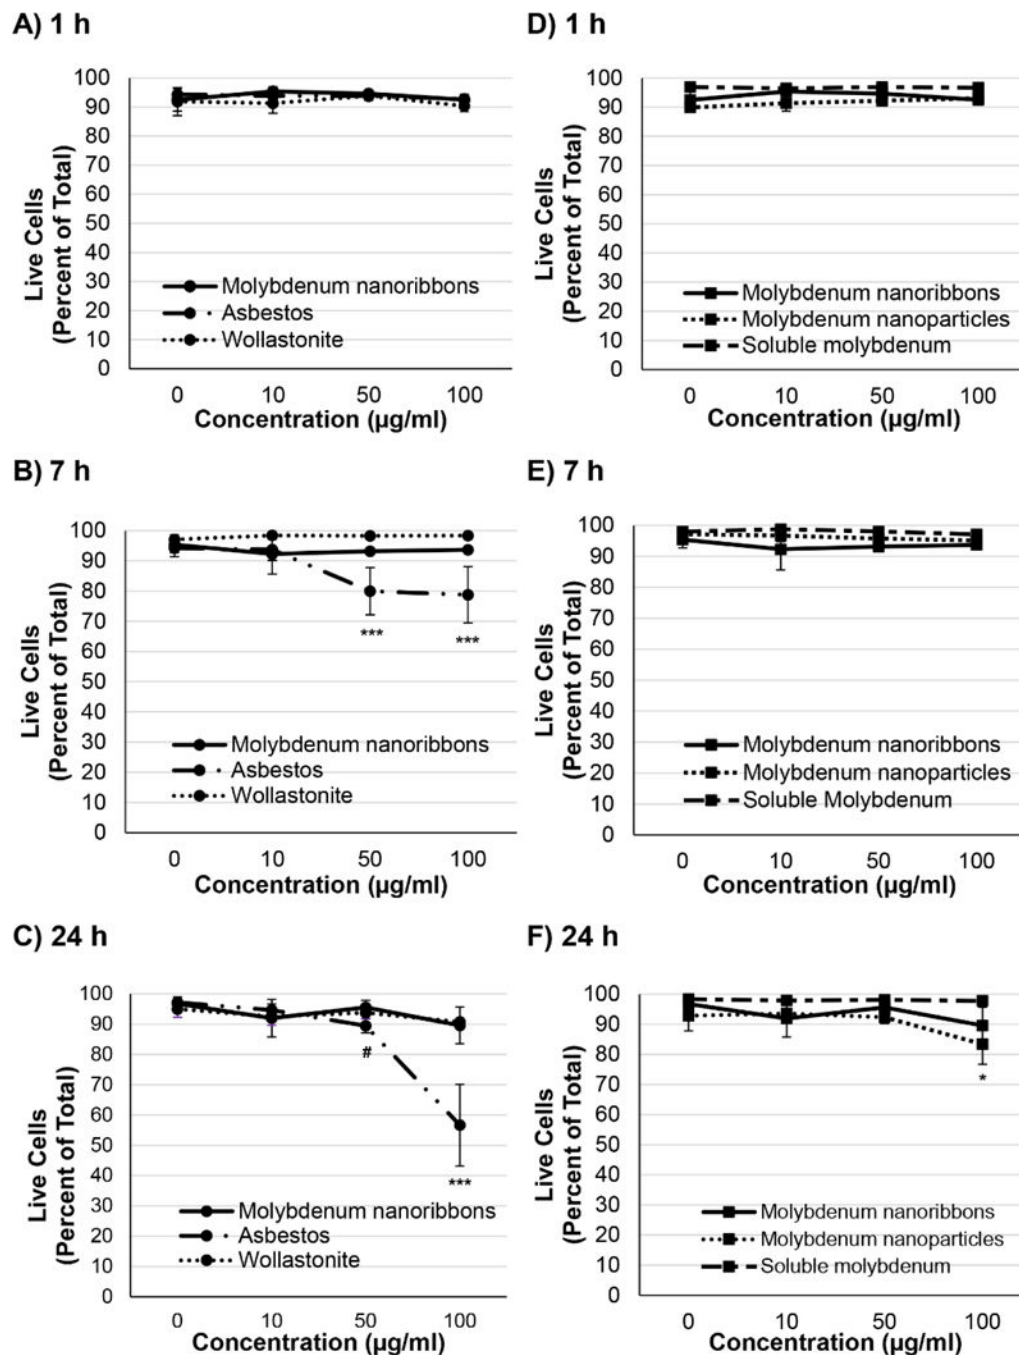 A) 1 h
Live Cells
(Percent of Total)
100
90
80
70
60
50
40
30
20
10
0
Molybdenum nanoribbons
Asbestos
Wollastonite
0 10 50 100
Concentration (µg/ml)
D) 1 h
Live Cells
(Percent of Total)
100
90
80
70
60
50
40
30
20
10
0
Molybdenum nanoribbons
Molybdenum nanoparticles
Soluble molybdenum
0 10 50 100
Concentration (µg/ml)
B) 7 h
Live Cells
(Percent of Total)
100
90
80
70
60
50
40
30
20
10
0
*** ***
Molybdenum nanoribbons
Asbestos
Wollastonite
0 10 50 100
Concentration (µg/ml)
E) 7 h
Live Cells
(Percent of Total)
100
90
80
70
60
50
40
30
20
10
0
Molybdenum nanoribbons
Molybdenum nanoparticles
Soluble Molybdenum
0 10 50 100
Concentration (µg/ml)
C) 24 h
Live Cells
(Percent of Total)
100
90
80
70
60
50
40
30
20
10
0
#
***
Molybdenum nanoribbons
Asbestos
Wollastonite
0 10 50 100
Concentration (µg/ml)
F) 24 h
Live Cells
(Percent of Total)
100
90
80
70
60
50
40
30
20
10
0
*
Molybdenum nanoribbons
Molybdenum nanoparticles
Soluble molybdenum
0 10 50 100
Concentration (µg/ml)